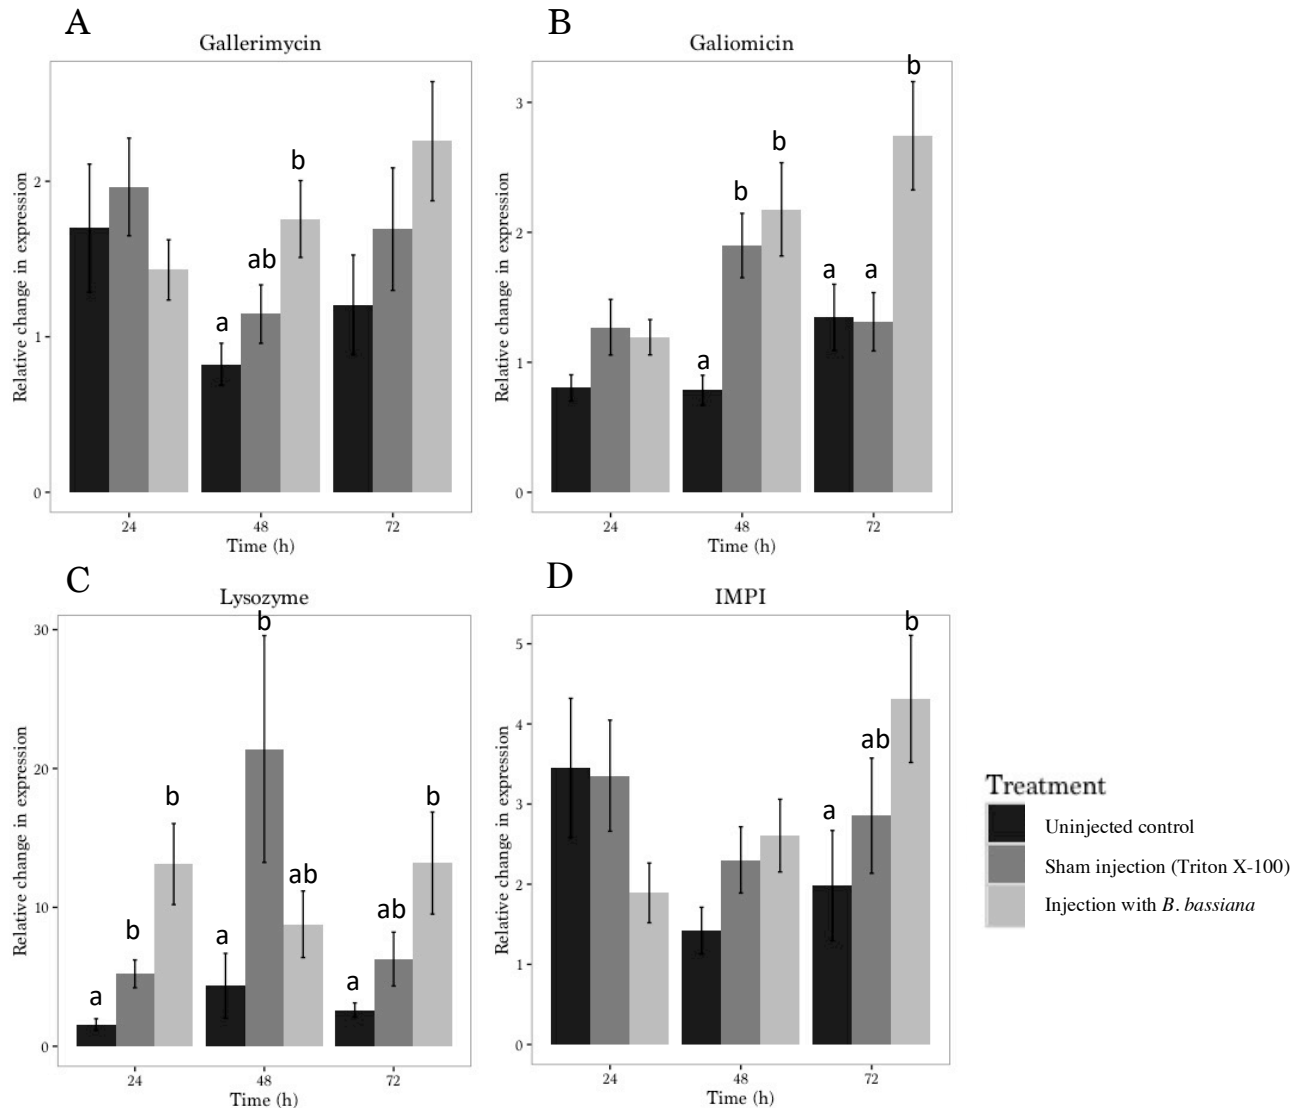 A
Gallerimycin
Relative change in expression
2
1
0
b
ab
a
24
48
72
Time (h)
B
Galiomicin
Relative change in expression
3
2
1
0
b
b
b
a
a
a
24
48
72
Time (h)
C
Lysozyme
Relative change in expression
30
20
10
0
b
b
b
ab
ab
b
a
a
a
24
48
72
Time (h)
D
IMPI
Relative change in expression
5
4
3
2
1
0
b
ab
a
24
48
72
Time (h)
Treatment
Uninjected control
Sham injection (Triton X-100)
Injection with B. bassiana